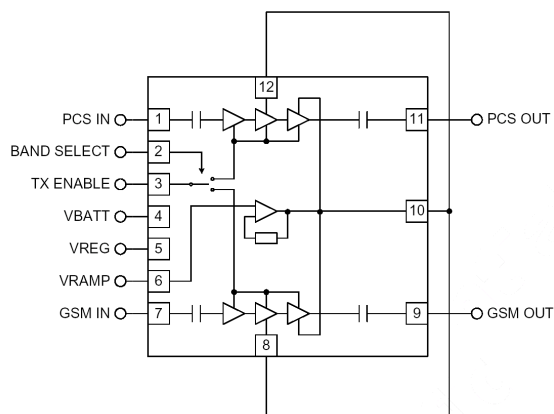 12
PCS IN 1 11 PCS OUT
BAND SELECT 2
TX ENABLE 3
VBATT 4 10
VREG 5
VRAMP 6
GSM IN 7 9 GSM OUT
8